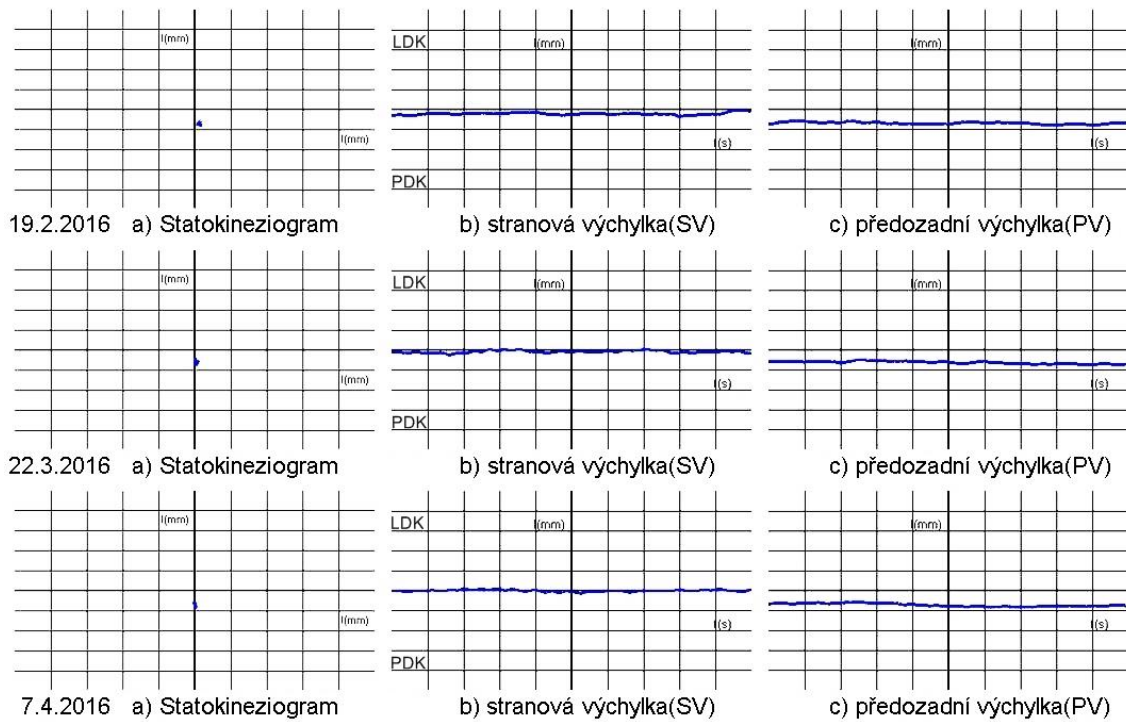 I(mm)
I(mm)
LDK
I(mm)
I(s)
PDK
I(mm)
I(s)
19.2.2016 a) Statokineziogram b) stranová výchylka(SV) c) předozadní výchylka(PV)
I(mm)
I(mm)
LDK
I(mm)
I(s)
PDK
I(mm)
I(s)
22.3.2016 a) Statokineziogram b) stranová výchylka(SV) c) předozadní výchylka(PV)
I(mm)
I(mm)
LDK
I(mm)
I(s)
PDK
I(mm)
I(s)
7.4.2016 a) Statokineziogram b) stranová výchylka(SV) c) předozadní výchylka(PV)